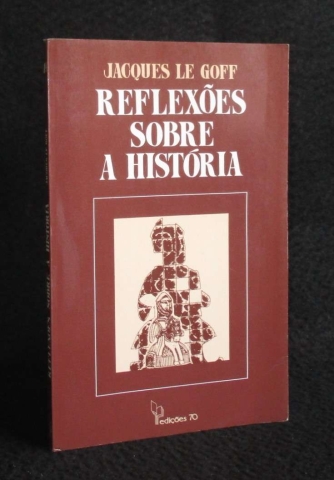 JACQUES LE GOFF
REFLEXÕES
SOBRE
A HISTÓRIA
edições 70